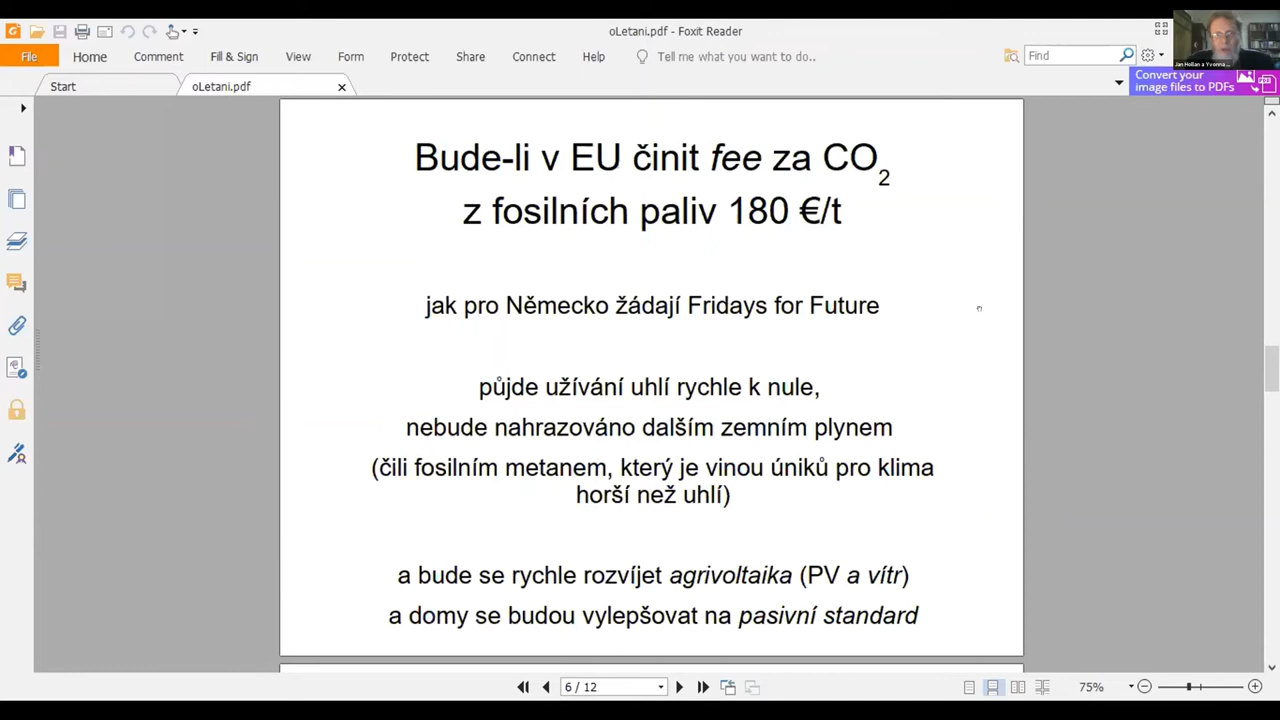 oLetani.pdf - Foxit Reader
File
Home
Comment
Fill & Sign
View
Form
Protect
Share
Connect
Help
Tell me what you want to do..
Find
Jan Hollan a Yvonna
Start
oLetani.pdf
Convert your
image files to PDFs
Bude-li v EU činit fee za CO2
z fosilních paliv 180 €/t
jak pro Německo žádají Fridays for Future
půjde užívání uhlí rychle k nule,
nebude nahrazováno dalším zemním plynem
(čili fosilním metanem, který je vinou úniků pro klima
horší než uhlí)
a bude se rychle rozvíjet agrivoltaika (PV a vítr)
a domy se budou vylepšovat na pasivní standard
6 / 12
75%